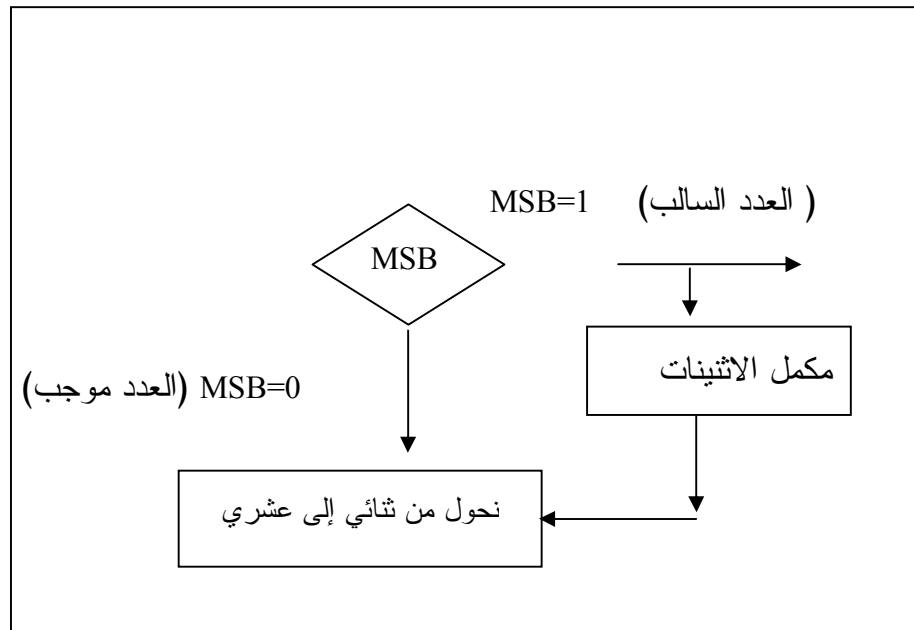 MSB=1 ( العدد السالب)
MSB
مكمل الاثنينات
MSB=0 (العدد موجب)
نحول من ثنائي إلى عشري